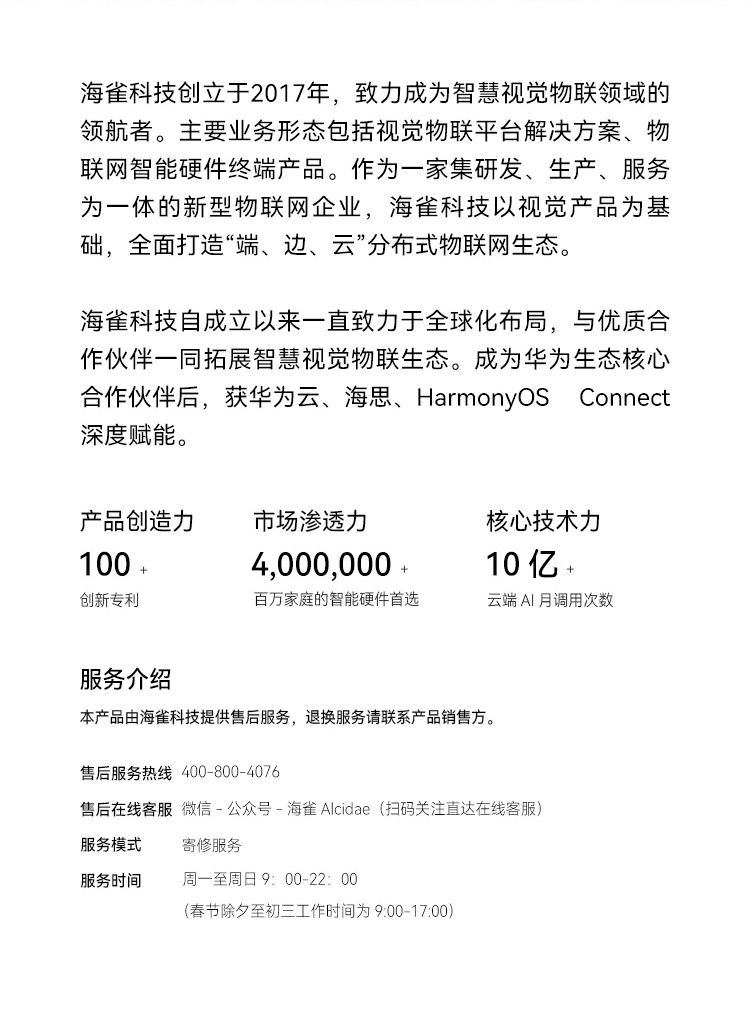 海雀科技创立于2017年，致力成为智慧视觉物联领域的
领航者。主要业务形态包括视觉物联平台解决方案、物
联网智能硬件终端产品。作为一家集研发、生产、服务
为一体的新型物联网企业，海雀科技以视觉产品为基
础，全面打造“端、边、云”分布式物联网生态。
海雀科技自成立以来一直致力于全球化布局，与优质合
作伙伴一同拓展智慧视觉物联生态。成为华为生态核心
合作伙伴后，获华为云、海思、HarmonyOS Connect
深度赋能。
产品创造力 市场渗透力 核心技术力
100 + 4,000,000 + 10 亿 +
创新专利 百万家庭的智能硬件首选 云端 AI 月调用次数
服务介绍
本产品由海雀科技提供售后服务，退换服务请联系产品销售方。
售后服务热线 400-800-4076
售后在线客服 微信 - 公众号 - 海雀 Alcidae（扫码关注直达在线客服）
服务模式 寄修服务
服务时间 周一至周日 9：00-22：00
（春节除夕至初三工作时间为 9:00-17:00）